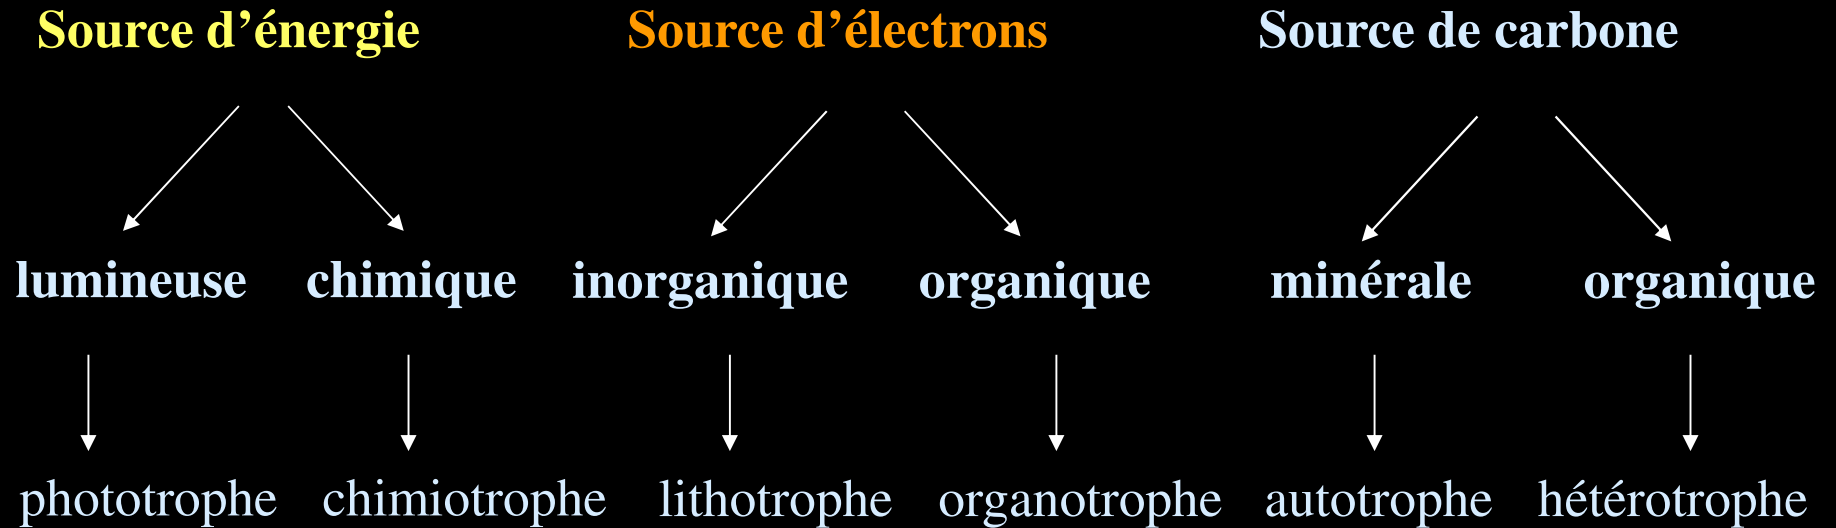 Source d’énergie Source d’électrons Source de carbone
lumineuse chimique inorganique organique minérale organique
phototrophe chimiotrophe lithotrophe organotrophe autotrophe hétérotrophe